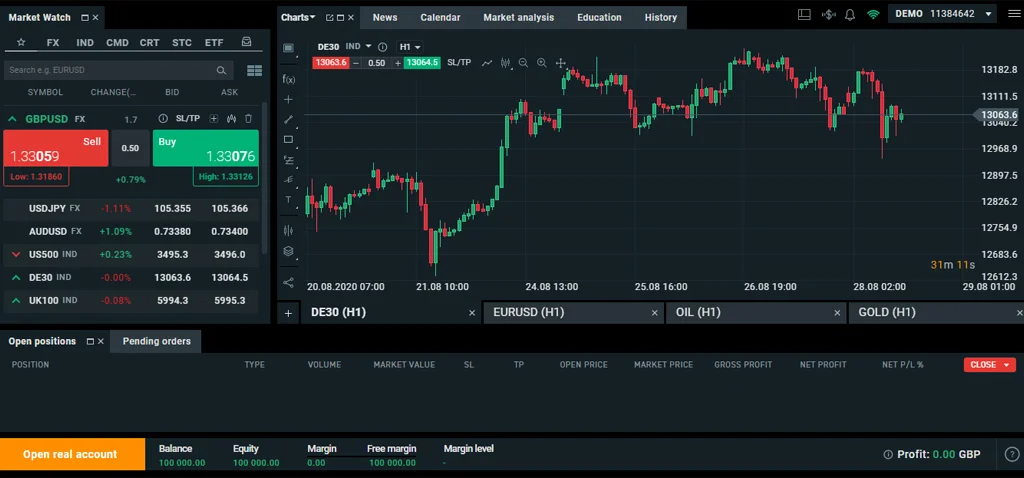 Market Watch
FX IND CMD CRT STC ETF
Search e.g. EURUSD
SYMBOL CHANGE(... BID ASK
GBPUSD FX 1.7 SL/TP
Sell 0.50 Buy
1.33059 1.33076
Low: 1.31860 +0.79% High: 1.33126
USDJPY FX -1.11% 105.355 105.366
AUDUSD FX +1.09% 0.73380 0.73400
US500 IND +0.23% 3495.3 3496.0
DE30 IND -0.00% 13063.6 13064.5
UK100 IND -0.08% 5994.3 5995.3
Charts News Calendar Market analysis Education History
DEMO 11384642
DE30 IND H1
13063.6 − 0.50 + 13064.5 SL/TP
f(x)
T
13182.8
13111.5
13063.6
13040.2
12968.9
12897.5
12826.2
12754.9
12683.6
12612.3
31m 11s
20.08.2020 07:00 21.08 10:00 24.08 13:00 25.08 16:00 26.08 19:00 28.08 02:00 29.08 01:00
+ DE30 (H1) EURUSD (H1) OIL (H1) GOLD (H1)
Open positions Pending orders
POSITION TYPE VOLUME MARKET VALUE SL TP OPEN PRICE MARKET PRICE GROSS PROFIT NET PROFIT NET P/L % CLOSE
Open real account
Balance Equity Margin Free margin Margin level
100 000.00 100 000.00 0.00 100 000.00 -
Profit: 0.00 GBP
?